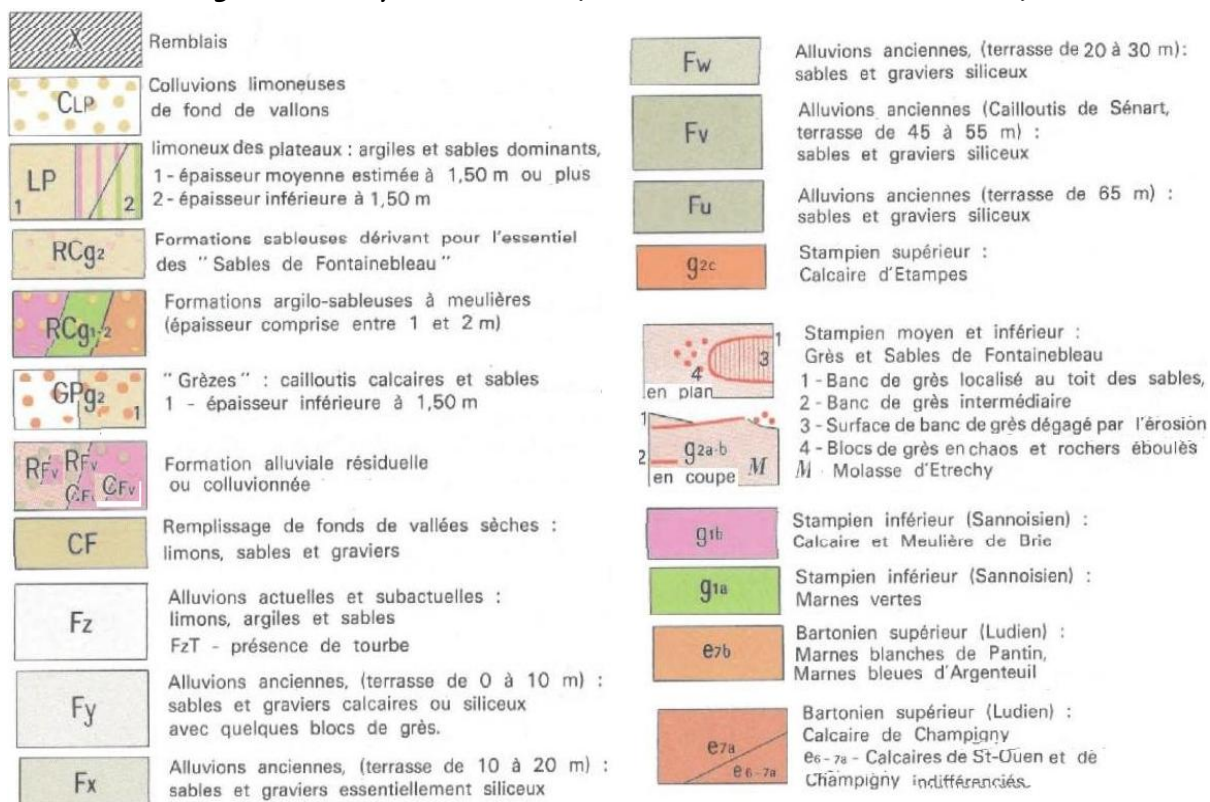 X
Remblais
CLP
Colluvions limoneuses
de fond de vallons
LP
1
2
limoneux des plateaux : argiles et sables dominants,
1 - épaisseur moyenne estimée à 1,50 m ou plus
2 - épaisseur inférieure à 1,50 m
RCg2
Formations sableuses dérivant pour l'essentiel
des "Sables de Fontainebleau"
RCg1-2
Formations argilo-sableuses à meulières
(épaisseur comprise entre 1 et 2 m)
GPg2
1
"Grèzes" : cailloutis calcaires et sables
1 - épaisseur inférieure à 1,50 m
RFv RFv
CFv CFv
Formation alluviale résiduelle
ou colluvionnée
CF
Remplissage de fonds de vallées sèches :
limons, sables et graviers
Fz
Alluvions actuelles et subactuelles :
limons, argiles et sables
FzT - présence de tourbe
Fy
Alluvions anciennes, (terrasse de 0 à 10 m) :
sables et graviers calcaires ou siliceux
avec quelques blocs de grès.
Fx
Alluvions anciennes, (terrasse de 10 à 20 m) :
sables et graviers essentiellement siliceux
Fw
Alluvions anciennes, (terrasse de 20 à 30 m):
sables et graviers siliceux
Fv
Alluvions anciennes (Cailloutis de Sénart,
terrasse de 45 à 55 m) :
sables et graviers siliceux
Fu
Alluvions anciennes (terrasse de 65 m) :
sables et graviers siliceux
g2c
Stampien supérieur :
Calcaire d'Etampes
1
3
4
en plan
1
2
g2a-b
M
en coupe
Stampien moyen et inférieur :
Grès et Sables de Fontainebleau
1 - Banc de grès localisé au toit des sables,
2 - Banc de grès intermédiaire
3 - Surface de banc de grès dégagé par l'érosion
4 - Blocs de grès en chaos et rochers éboulés
M - Molasse d'Etrechy
g1b
Stampien inférieur (Sannoisien) :
Calcaire et Meulière de Brie
g1a
Stampien inférieur (Sannoisien) :
Marnes vertes
e7b
Bartonien supérieur (Ludien) :
Marnes blanches de Pantin,
Marnes bleues d'Argenteuil
e7a
e6-7a
Bartonien supérieur (Ludien) :
Calcaire de Champigny
e6-7a - Calcaires de St-Ouen et de
Champigny indifférenciés.